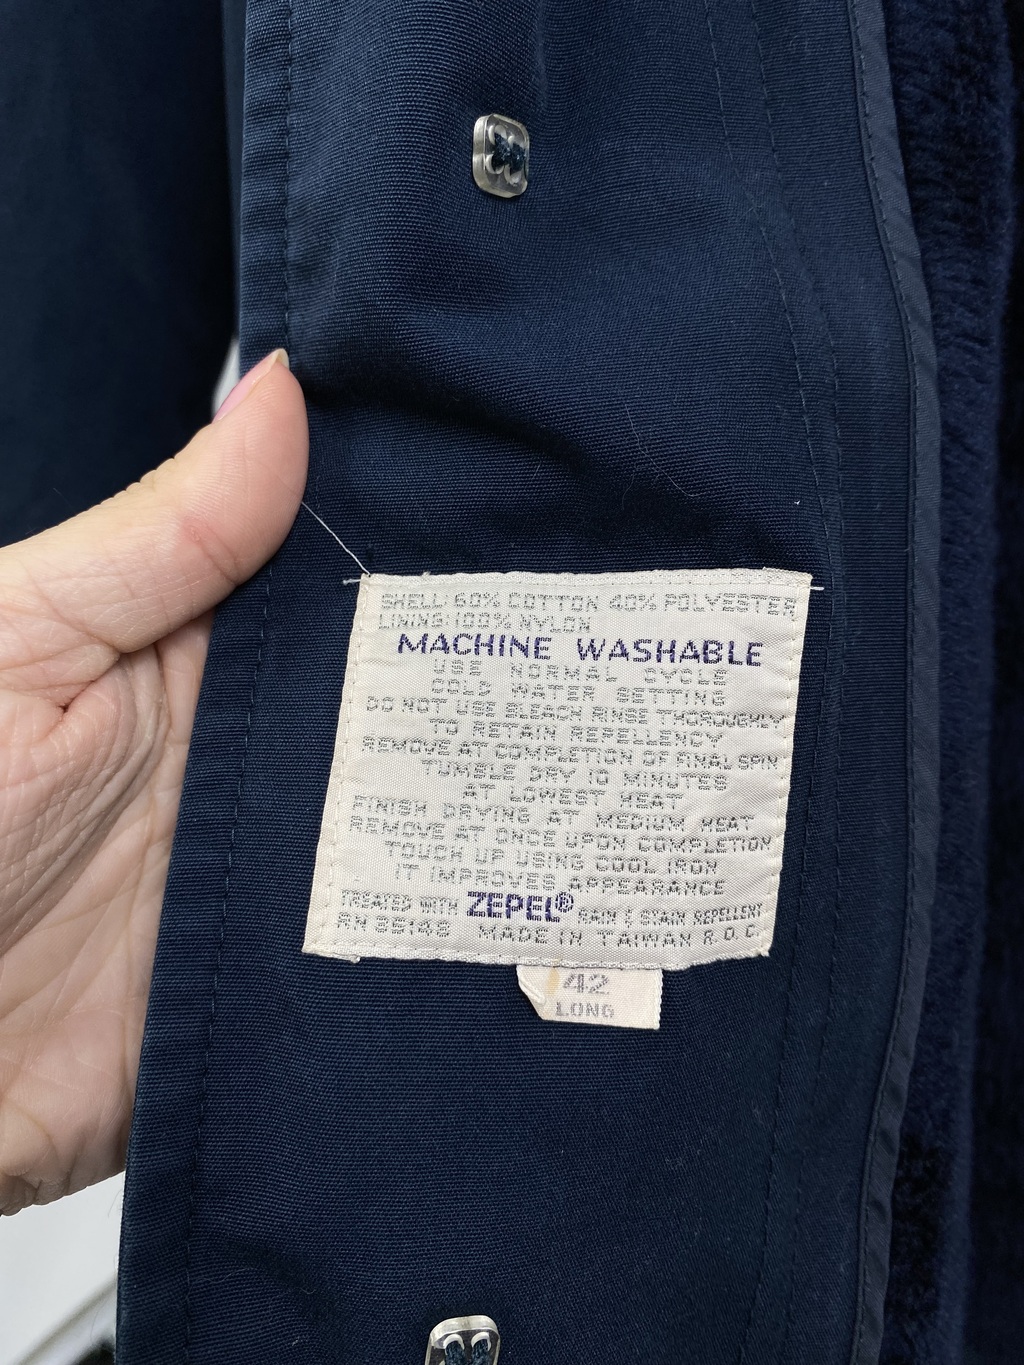 SHELL: 60% COTTON 40% POLYESTER
LINING: 100% NYLON
MACHINE WASHABLE
USE NORMAL CYCLE
COLD WATER SETTING
DO NOT USE BLEACH RINSE THOROUGHLY
TO RETAIN REPELLENCY
REMOVE AT COMPLETION OF FINAL SPIN
TUMBLE DRY 10 MINUTES
AT LOWEST HEAT
FINISH DRYING AT MEDIUM HEAT
REMOVE AT ONCE UPON COMPLETION
TOUCH UP USING COOL IRON
IT IMPROVES APPEARANCE
TREATED WITH ZEPEL® RAIN & STAIN REPELLENT
RN 35148 MADE IN TAIWAN R.O.C.
42
LONG